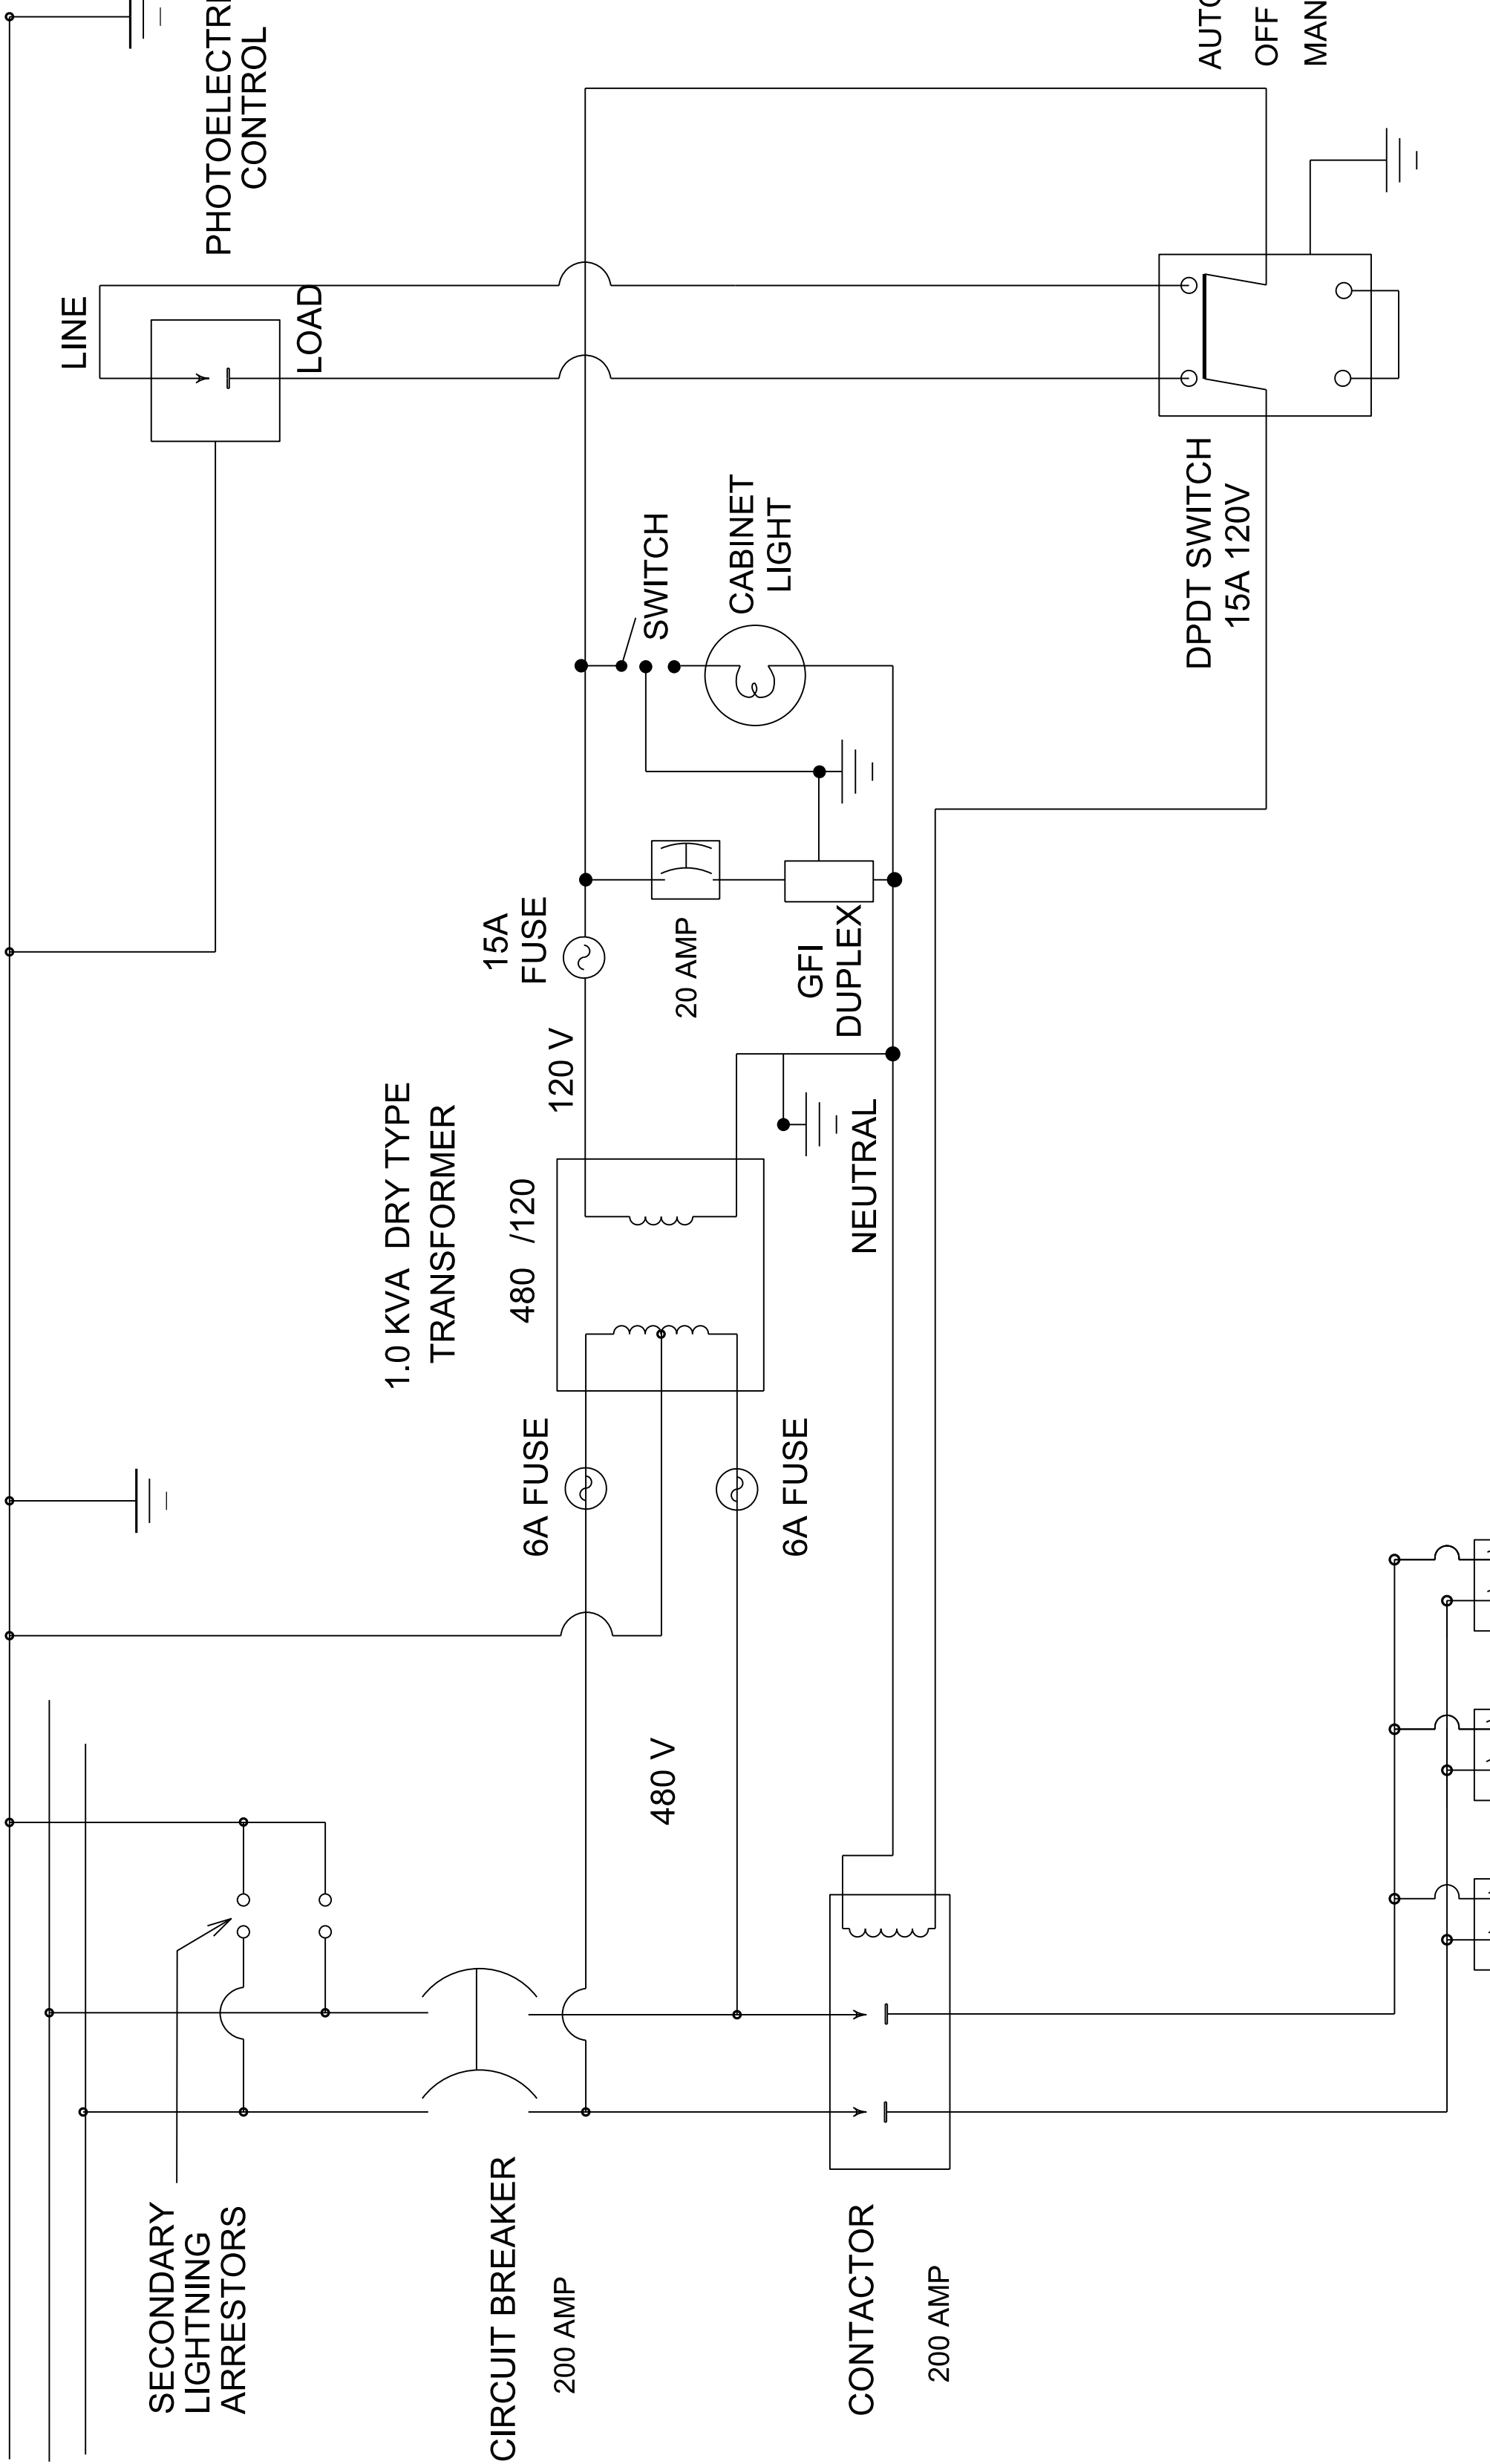 SECONDARY
LIGHTNING
ARRESTORS
CIRCUIT BREAKER
200 AMP
CONTACTOR
200 AMP
480 V
6A FUSE
6A FUSE
1.0 KVA DRY TYPE
TRANSFORMER
480 /120
NEUTRAL
120 V
15A
FUSE
20 AMP
GFI
DUPLEX
SWITCH
CABINET
LIGHT
DPDT SWITCH
15A 120V
LINE
LOAD
CONTROL
OFF